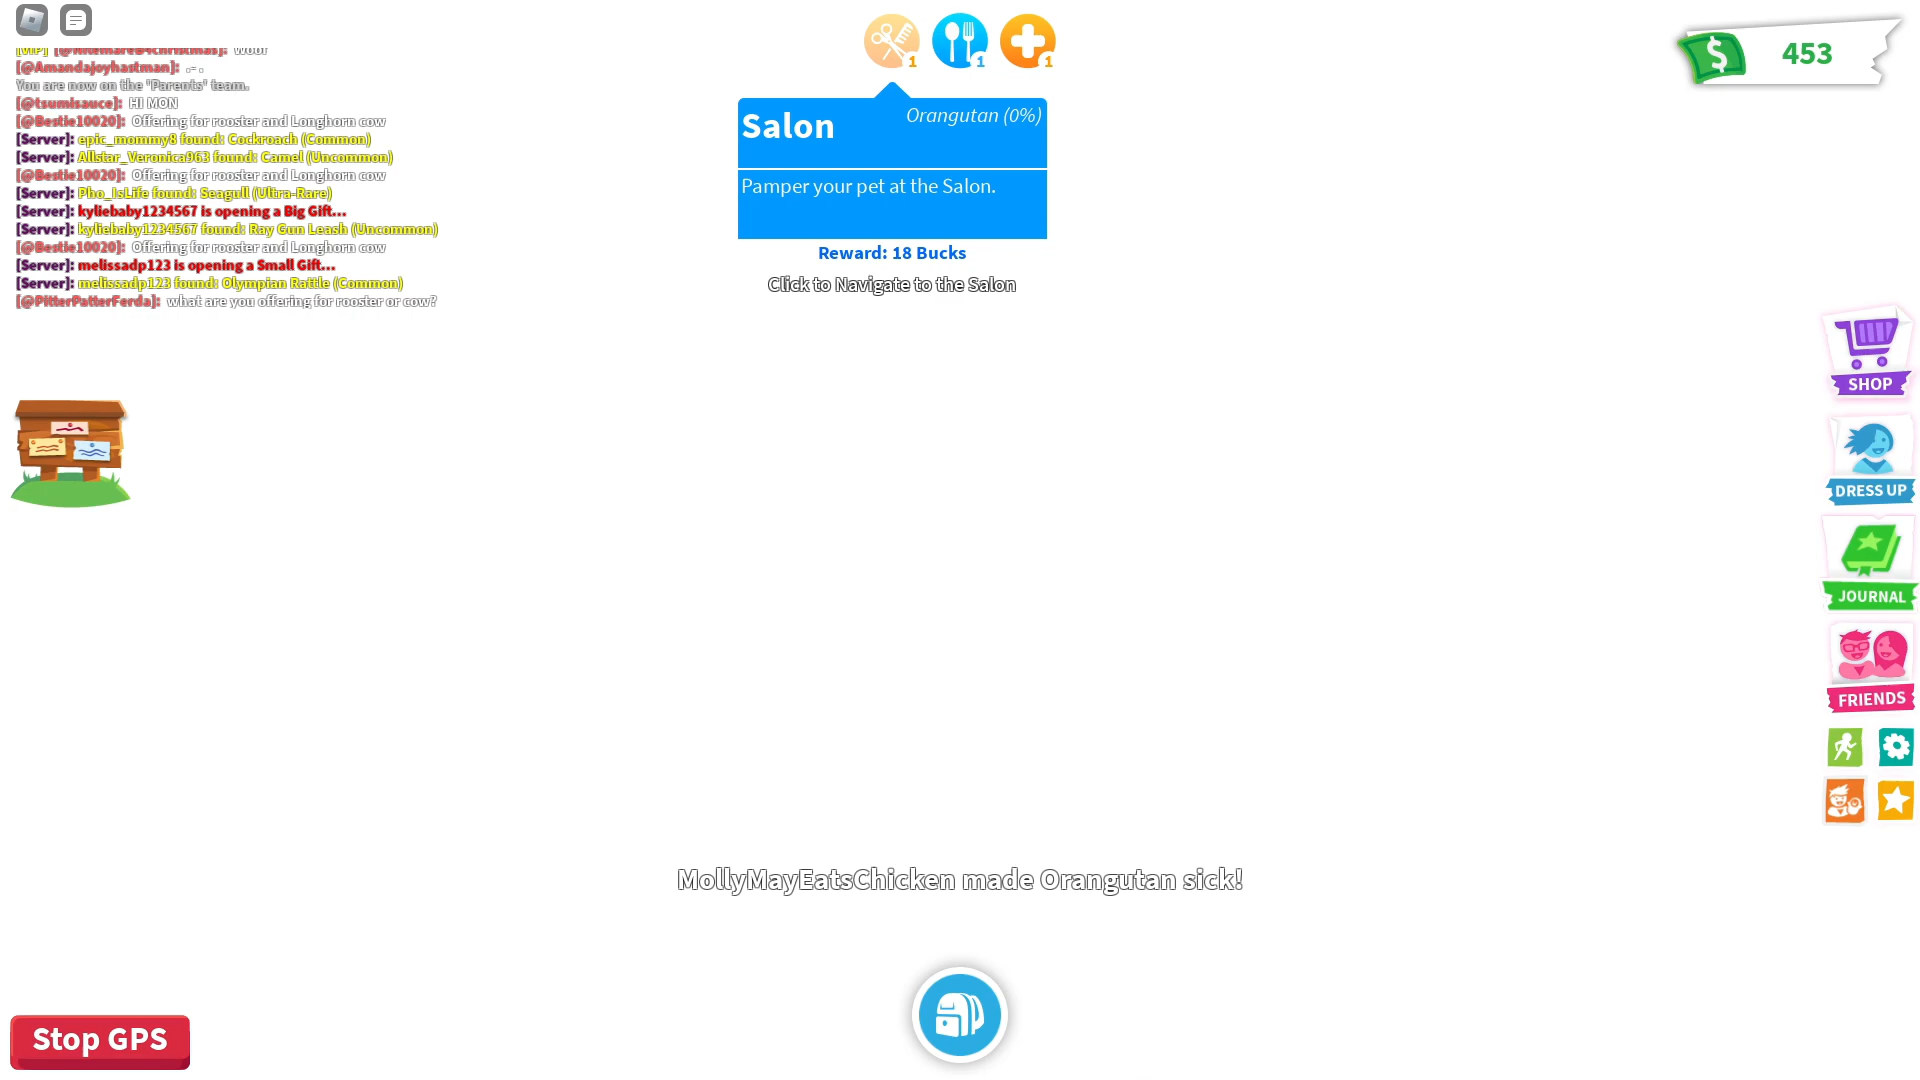 [VIP] [@Antmared4christmas]: Woof
[@Amandajoyhastman]: .- .
You are now on the 'Parents' team.
[@tsumisauce]: HI MON
[@Bestie10020]: Offering for rooster and Longhorn cow
[Server]: epic_mommy8 found: Cockroach (Common)
[Server]: Allstar_Veronica963 found: Camel (Uncommon)
[@Bestie10020]: Offering for rooster and Longhorn cow
[Server]: Pho_IsLife found: Seagull (Ultra-Rare)
[Server]: kyliebaby1234567 is opening a Big Gift...
[Server]: kyliebaby1234567 found: Ray Gun Leash (Uncommon)
[@Bestie10020]: Offering for rooster and Longhorn cow
[Server]: melissadp123 is opening a Small Gift...
[Server]: melissadp123 found: Olympian Rattle (Common)
[@PitterPatterFerda]: what are you offering for rooster or cow?
1
1
1
Salon
Orangutan (0%)
Pamper your pet at the Salon.
Reward: 18 Bucks
Click to Navigate to the Salon
$
453
SHOP
DRESS UP
JOURNAL
FRIENDS
MollyMayEatsChicken made Orangutan sick!
Stop GPS